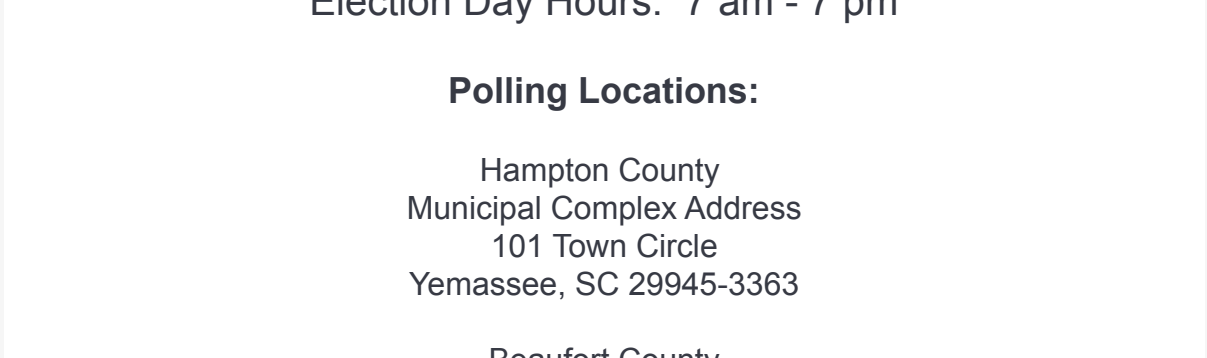 Election Day Hours:  7 am - 7 pm
Polling Locations:
Hampton County
Municipal Complex Address
101 Town Circle
Yemassee, SC 29945-3363
Beaufort County